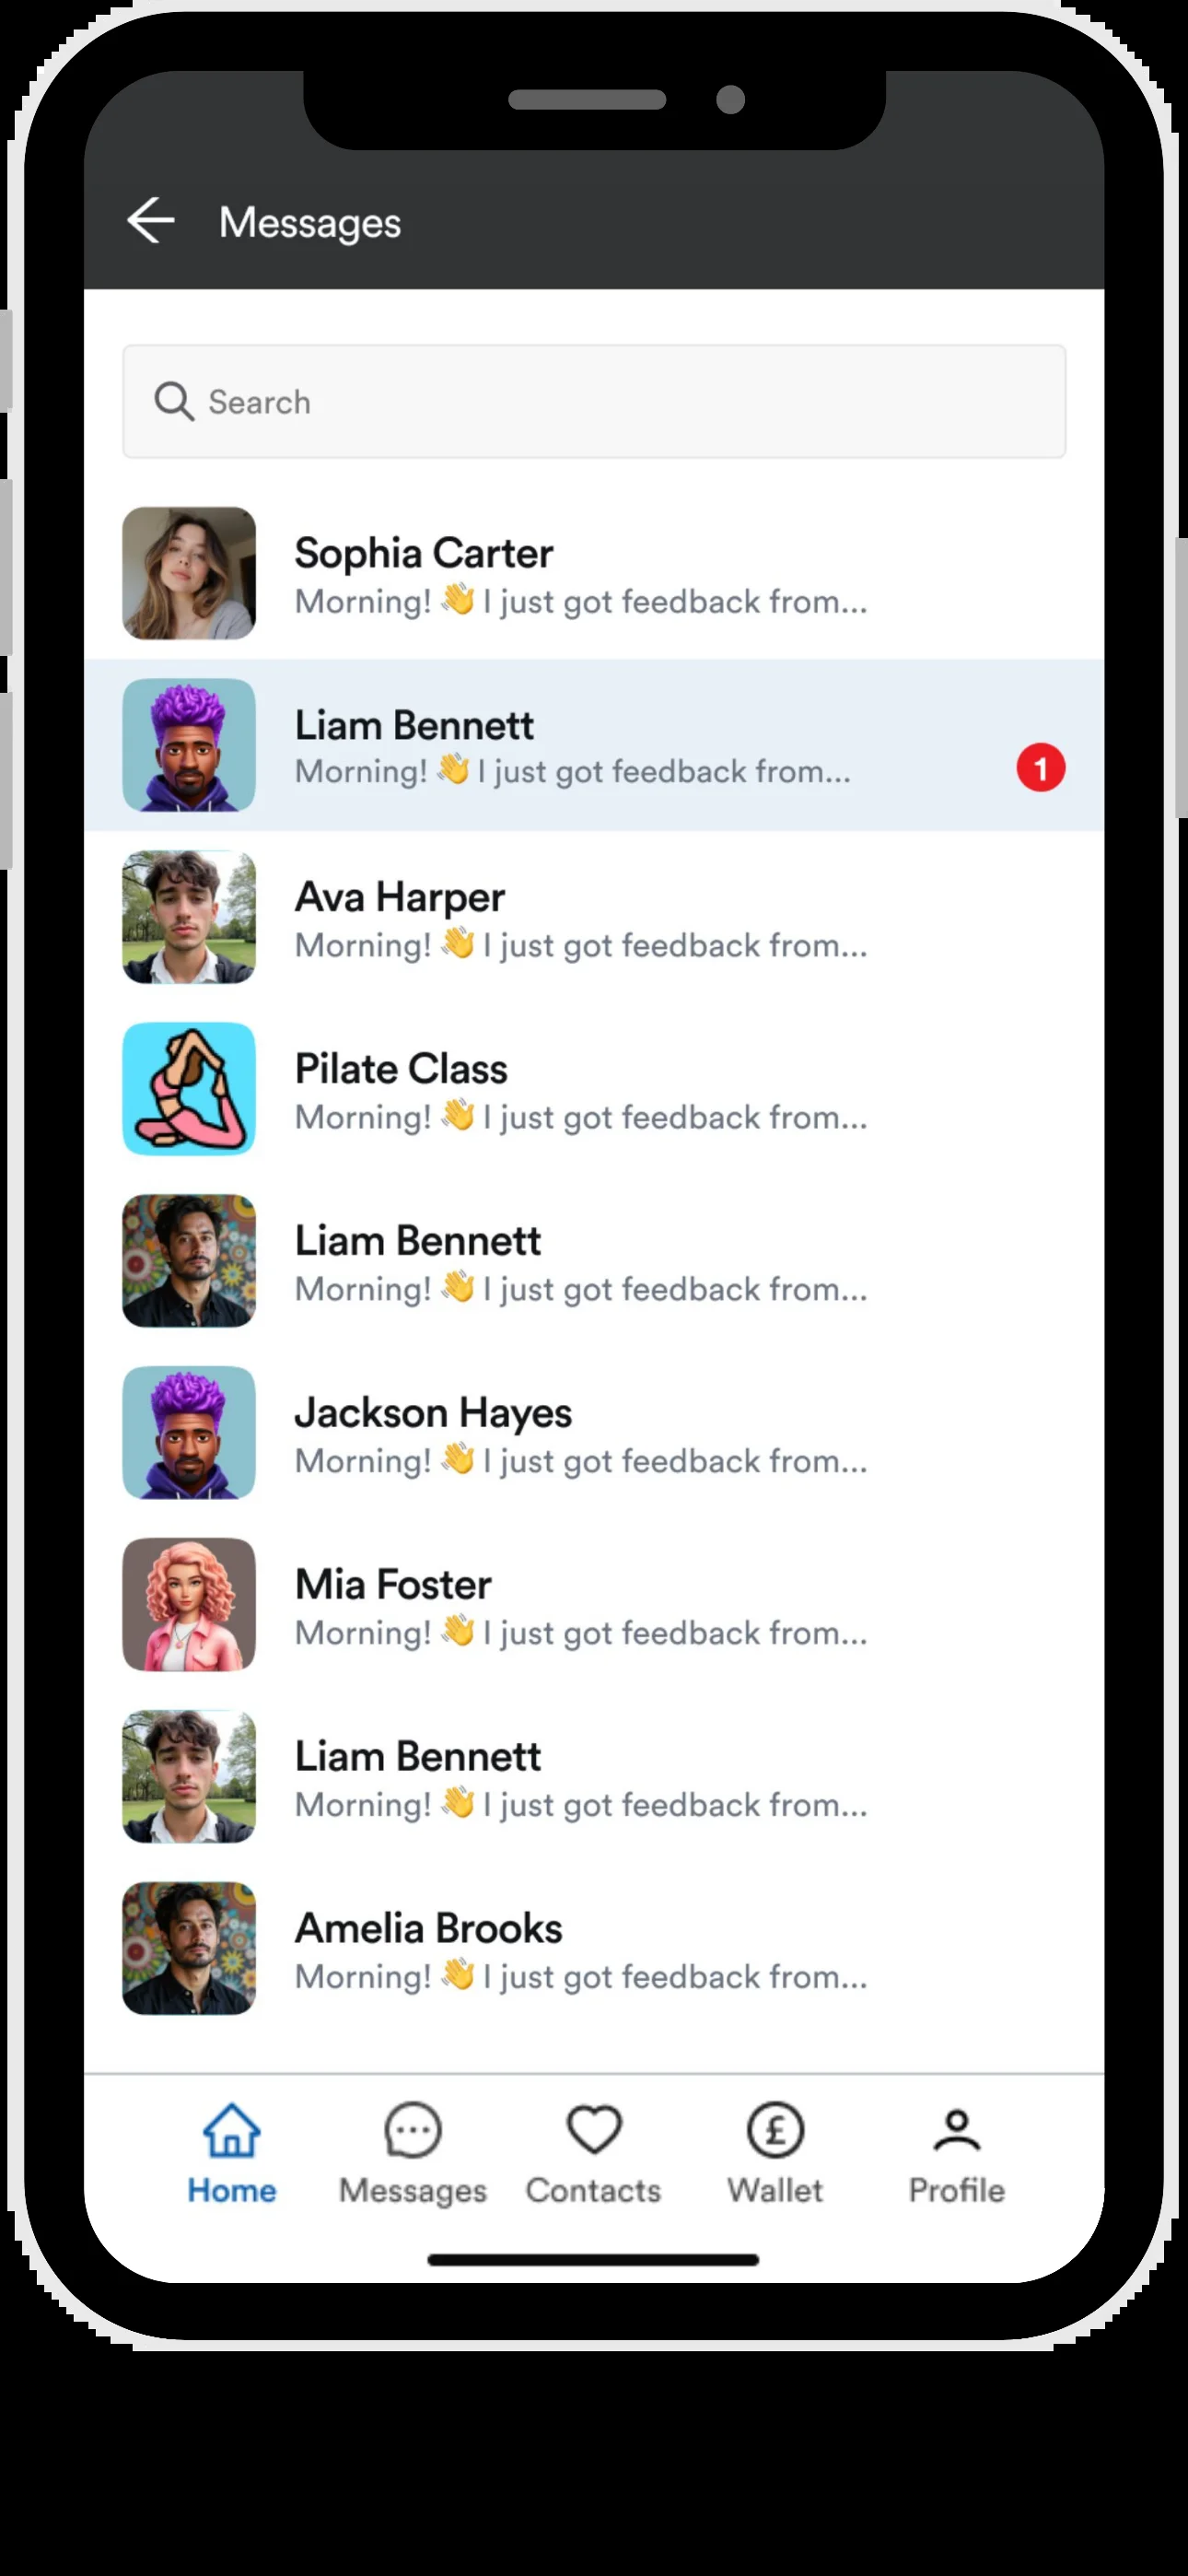 Messages
Search
Sophia Carter
Morning! 👋 I just got feedback from...
Liam Bennett
Morning! 👋 I just got feedback from...
1
Ava Harper
Morning! 👋 I just got feedback from...
Pilate Class
Morning! 👋 I just got feedback from...
Liam Bennett
Morning! 👋 I just got feedback from...
Jackson Hayes
Morning! 👋 I just got feedback from...
Mia Foster
Morning! 👋 I just got feedback from...
Liam Bennett
Morning! 👋 I just got feedback from...
Amelia Brooks
Morning! 👋 I just got feedback from...
£
Home Messages Contacts Wallet Profile